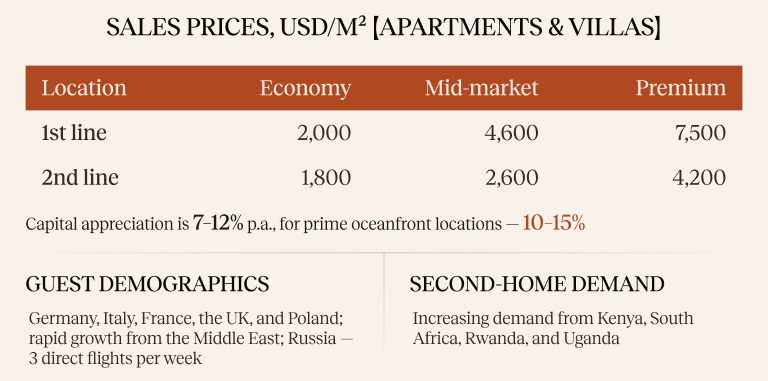 SALES PRICES, USD/M² [APARTMENTS & VILLAS]
Location Economy Mid-market Premium
1st line 2,000 4,600 7,500
2nd line 1,800 2,600 4,200
Capital appreciation is 7–12% p.a., for prime oceanfront locations — 10–15%
GUEST DEMOGRAPHICS
Germany, Italy, France, the UK, and Poland;
rapid growth from the Middle East; Russia —
3 direct flights per week
SECOND-HOME DEMAND
Increasing demand from Kenya, South
Africa, Rwanda, and Uganda